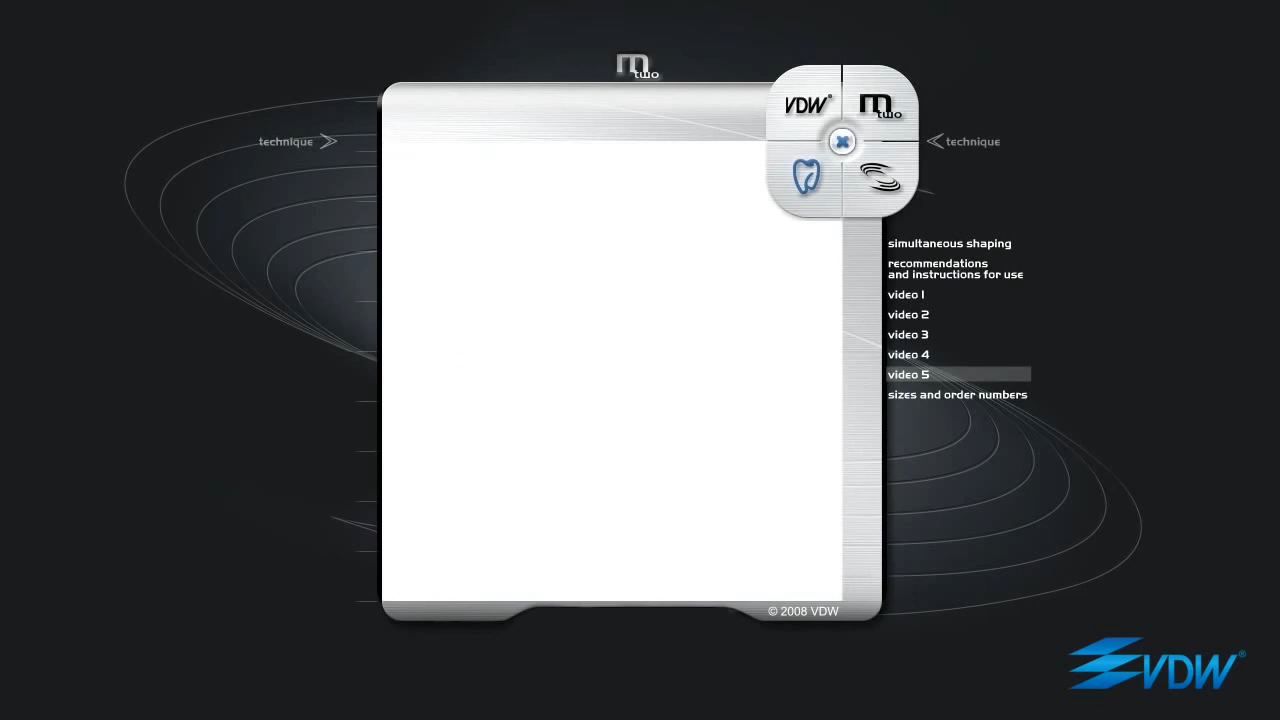 m
two
VDW®
m
two
technique
technique
simultaneous shaping
recommendations
and instructions for use
video 1
video 2
video 3
video 4
video 5
sizes and order numbers
© 2008 VDW
VDW®